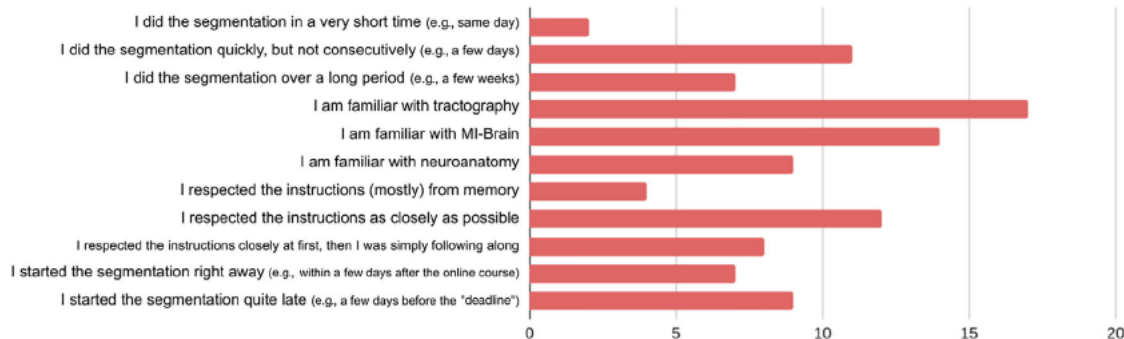 I did the segmentation in a very short time (e.g., same day)
I did the segmentation quickly, but not consecutively (e.g., a few days)
I did the segmentation over a long period (e.g., a few weeks)
I am familiar with tractography
I am familiar with MI-Brain
I am familiar with neuroanatomy
I respected the instructions (mostly) from memory
I respected the instructions as closely as possible
I respected the instructions closely at first, then I was simply following along
I started the segmentation right away (e.g., within a few days after the online course)
I started the segmentation quite late (e.g., a few days before the "deadline")
0 5 10 15 20